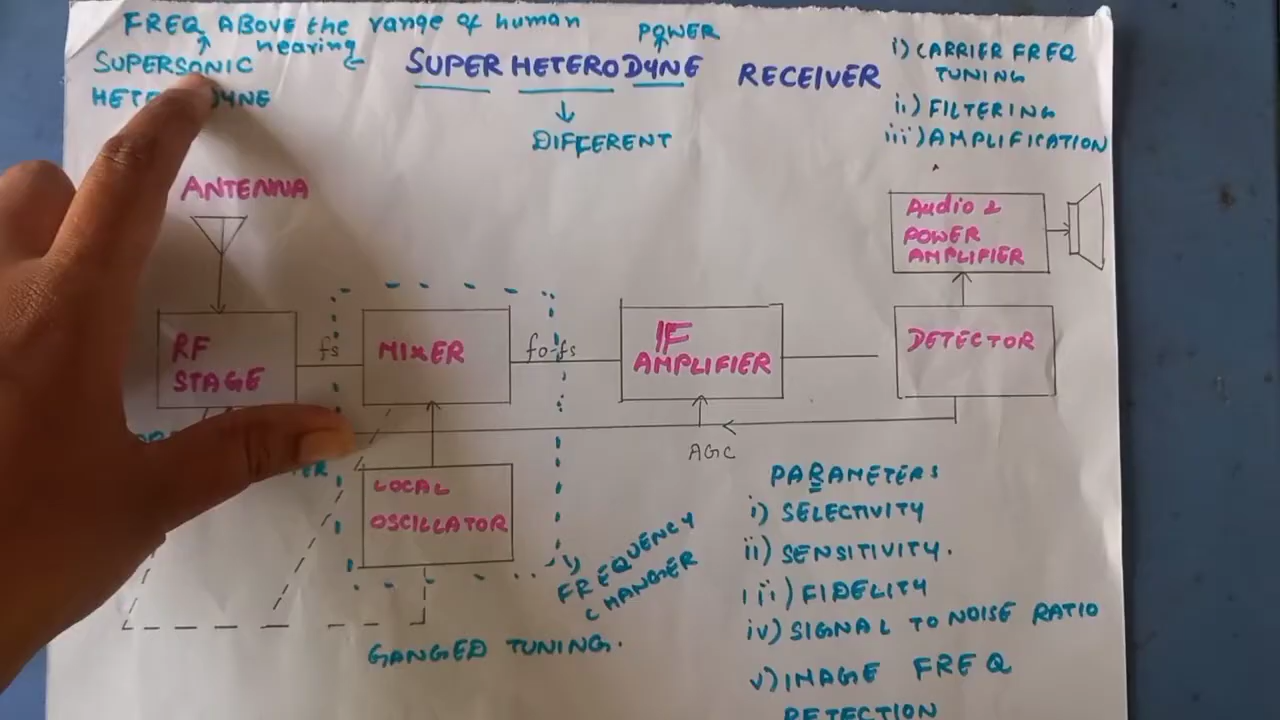 FREQ ABOVE the range of human
hearing
SUPERSONIC
POWER
SUPER HETERODYNE RECEIVER
DIFFERENT
i) CARRIER FREQ
TUNING
ii) FILTERING
iii) AMPLIFICATION
ANTENNA
Audio &
POWER
AMPLIFIER
RF
STAGE
fs
MIXER
fo-fs
IF
AMPLIFIER
DETECTOR
AGC
LOCAL
OSCILLATOR
FREQUENCY
CHANGER
GANGED TUNING.
PARAMETERS
i) SELECTIVITY
ii) SENSITIVITY.
iii) FIDELITY
iv) SIGNAL TO NOISE RATIO
v) IMAGE FREQ
REJECTION